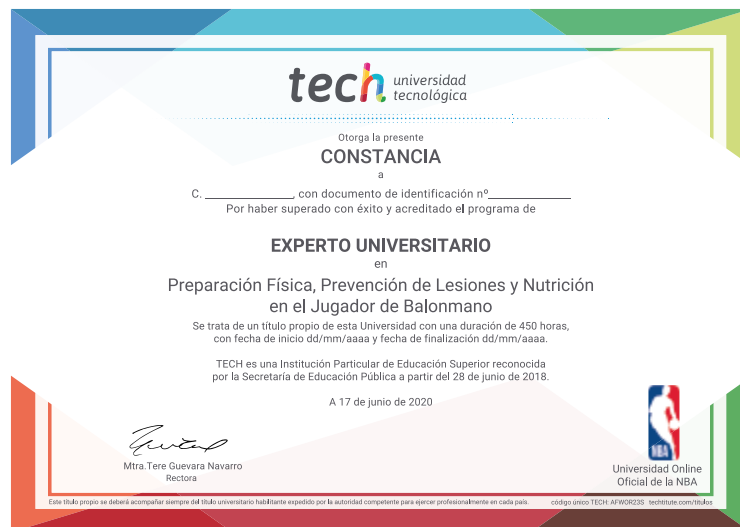 tech universidad
tecnológica
Otorga la presente
CONSTANCIA
a
C. ______________, con documento de identificación nº______________
Por haber superado con éxito y acreditado el programa de
EXPERTO UNIVERSITARIO
en
Preparación Física, Prevención de Lesiones y Nutrición
en el Jugador de Balonmano
Se trata de un título propio de esta Universidad con una duración de 450 horas,
con fecha de inicio dd/mm/aaaa y fecha de finalización dd/mm/aaaa.
TECH es una Institución Particular de Educación Superior reconocida
por la Secretaría de Educación Pública a partir del 28 de junio de 2018.
A 17 de junio de 2020
Mtra.Tere Guevara Navarro
Rectora
NBA
Universidad Online
Oficial de la NBA
Este título propio se deberá acompañar siempre del título universitario habilitante expedido por la autoridad competente para ejercer profesionalmente en cada país. código único TECH: AFWOR23S techtitute.com/títulos